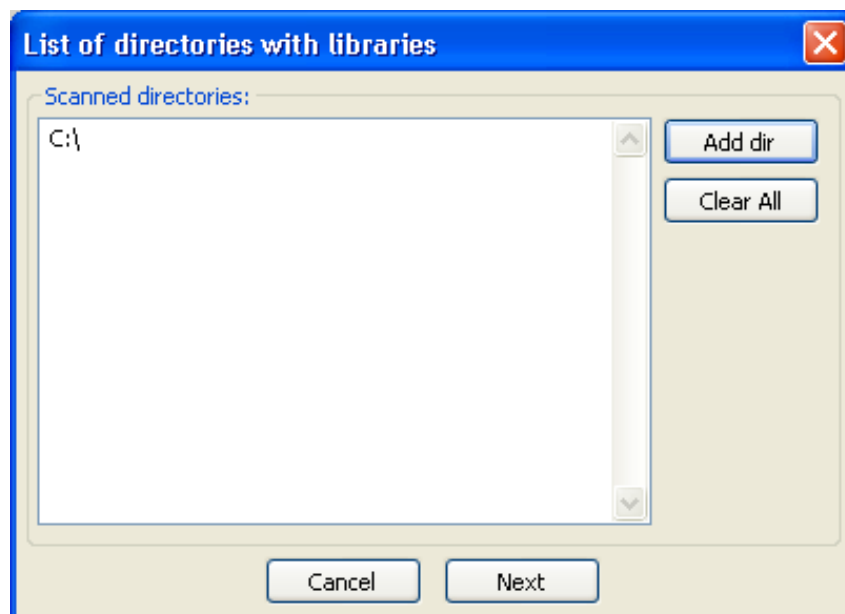 List of directories with libraries
Scanned directories:
C:\
Add dir
Clear All
Cancel Next